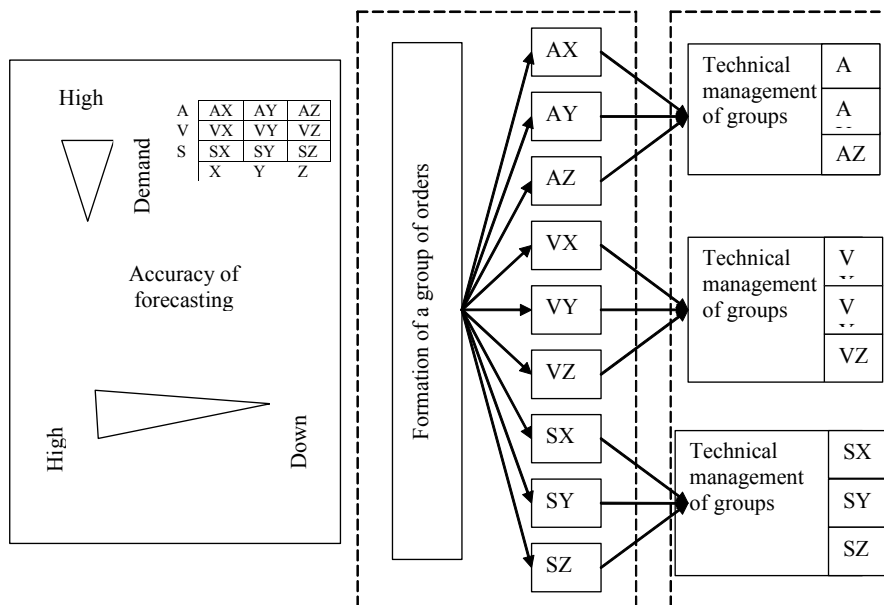 High
A AX AY AZ
V VX VY VZ
S SX SY SZ
X Y Z
Demand
Accuracy of
forecasting
High
Down
Formation of a group of orders
AX
AY
AZ
VX
VY
VZ
SX
SY
SZ
Technical
management
of groups
A
A
AZ
Technical
management
of groups
V
V
VZ
Technical
management
of groups
SX
SY
SZ